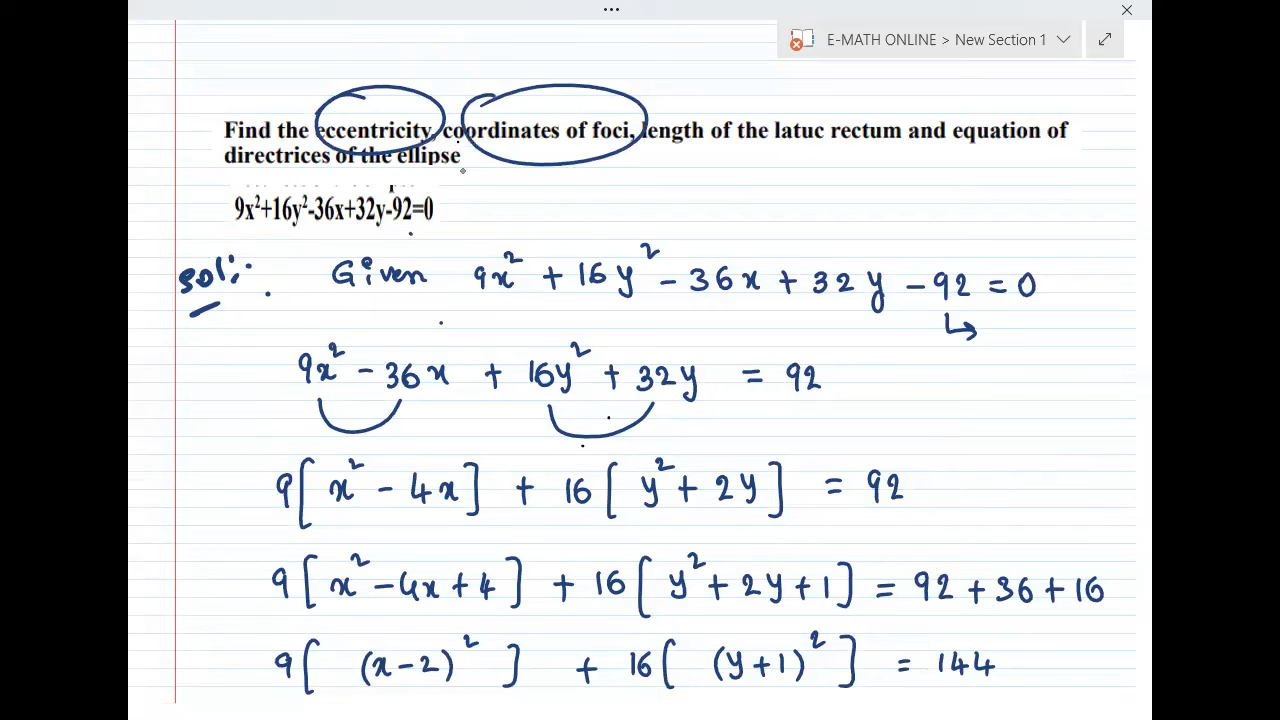 E-MATH ONLINE > New Section 1
Find the eccentricity, coordinates of foci, length of the latuc rectum and equation of
directrices of the ellipse
9x²+16y²-36x+32y-92=0
Sol:. Given 9x² + 16y² - 36x + 32y - 92 = 0
9x² - 36x + 16y² + 32y = 92
9[x² - 4x] + 16[y² + 2y] = 92
9[x² - 4x + 4] + 16[y² + 2y + 1] = 92 + 36 + 16
9[(x-2)²] + 16[(y+1)²] = 144